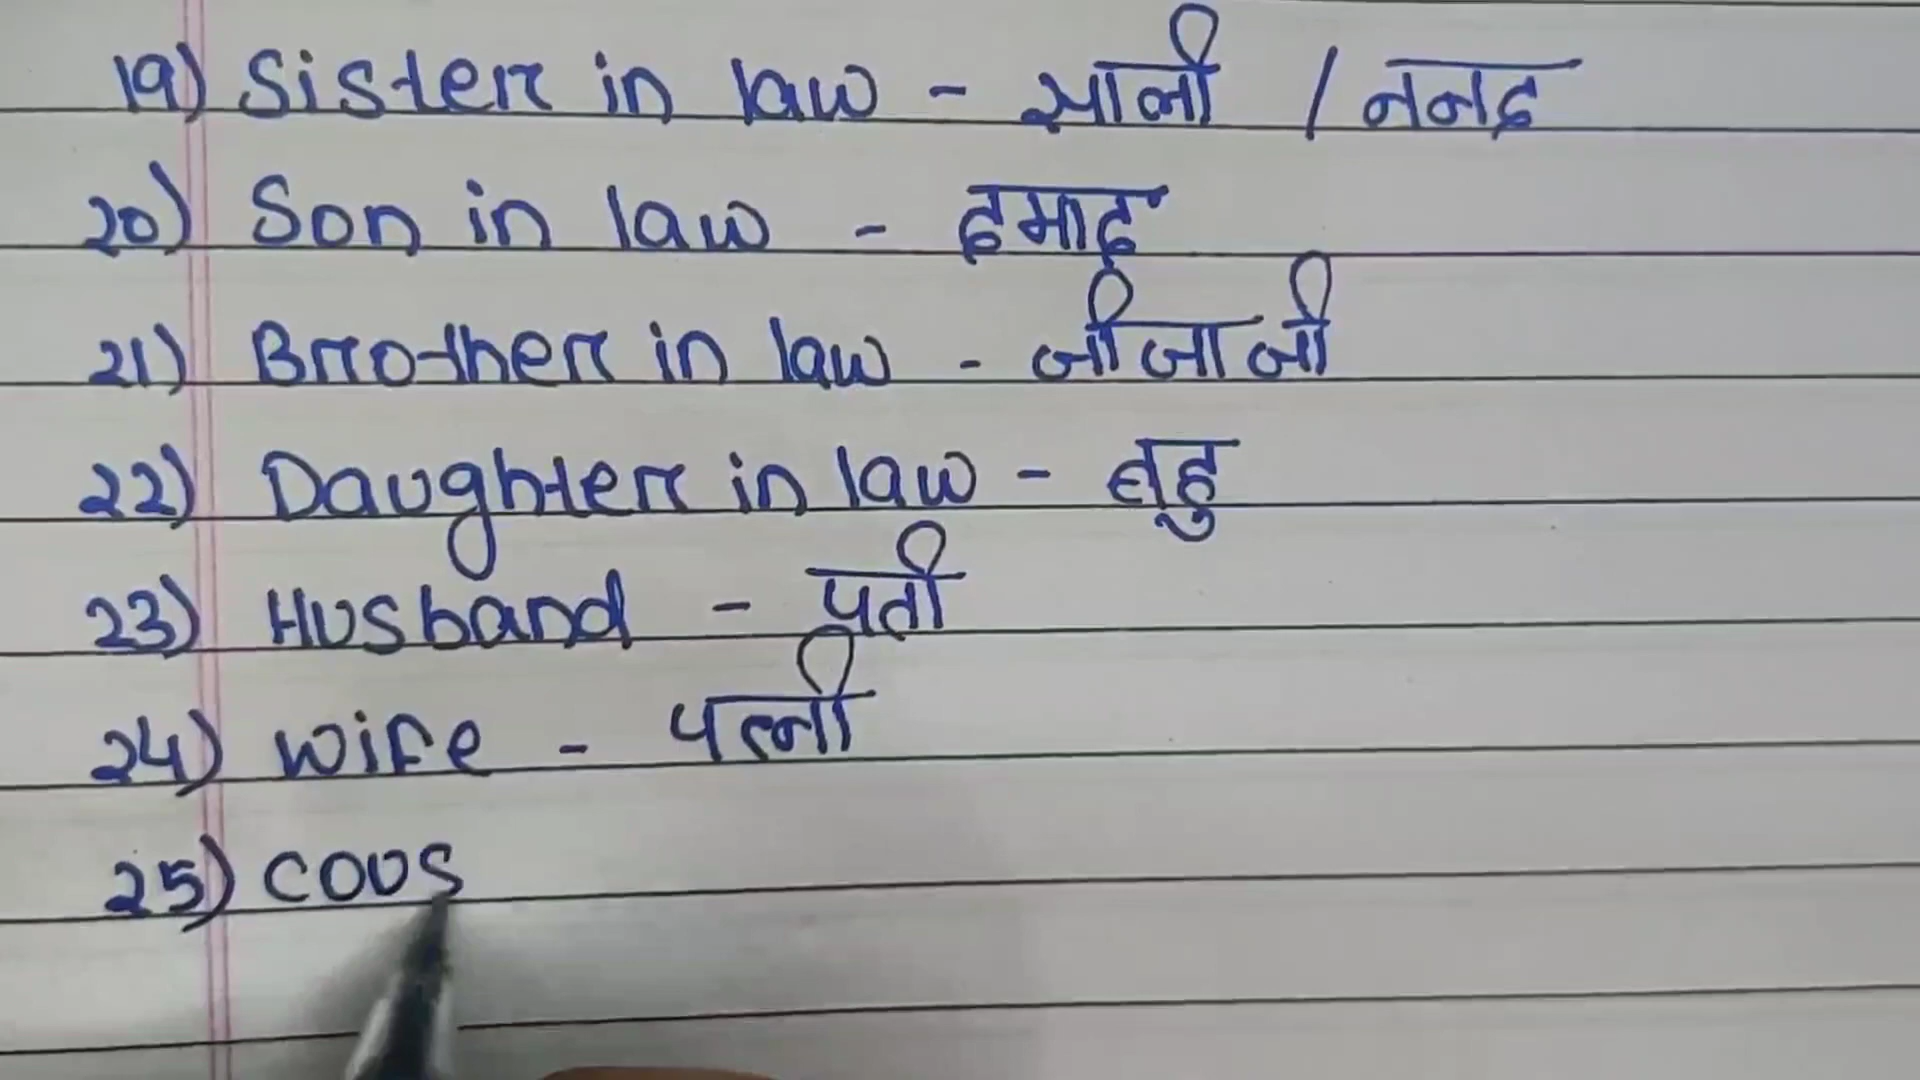 19) Sister in law - साली / ननद
20) Son in law - दमाद
21) Brother in law - जीजाजी
22) Daughter in law - बहु
23) Husband - पती
24) Wife - पत्नी
25) Cous